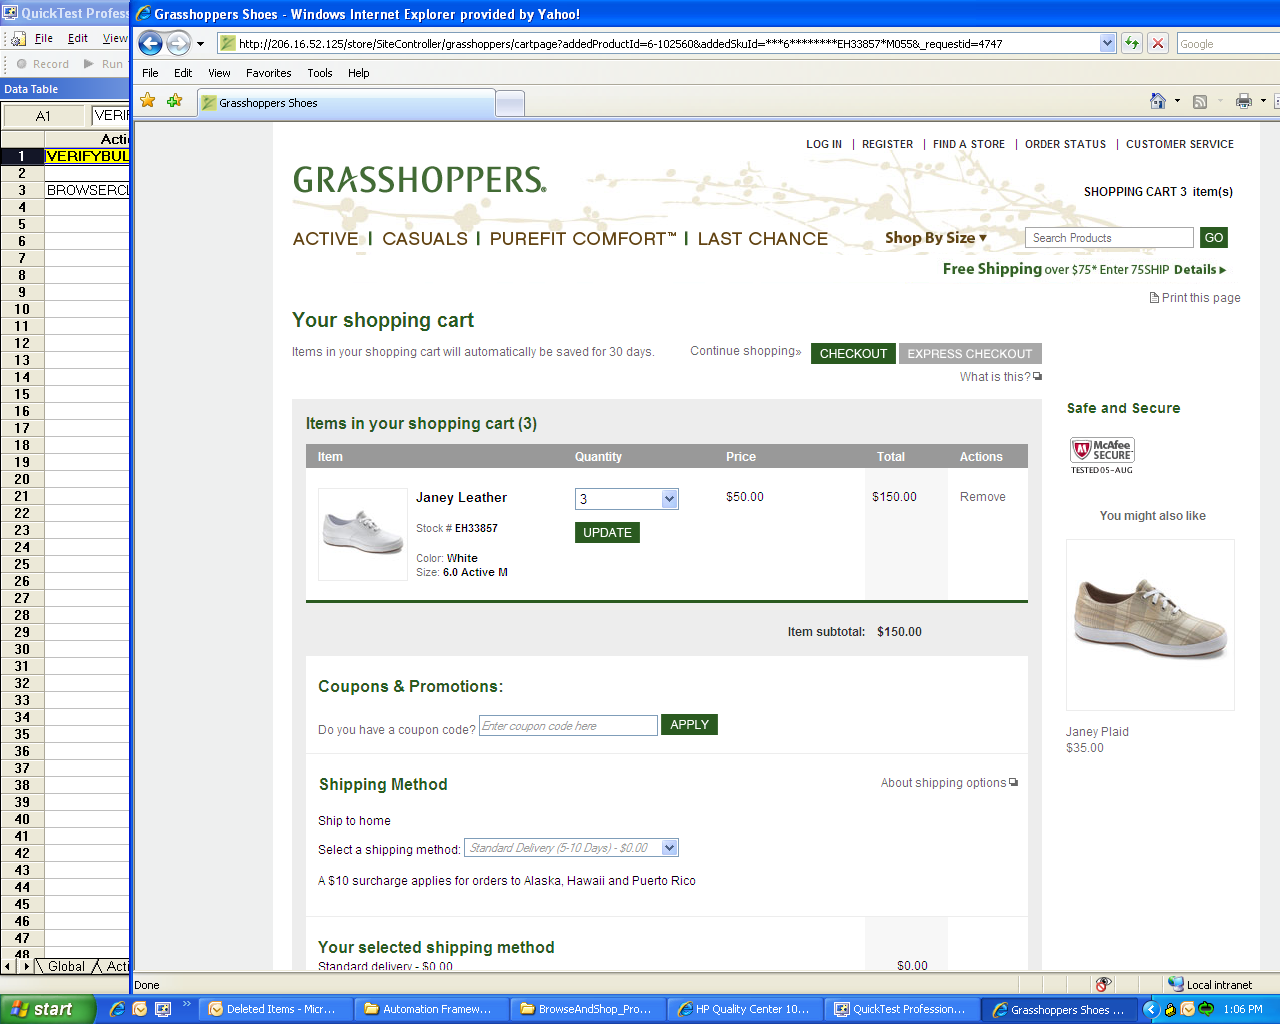 QuickTest Profess
Grasshoppers Shoes - Windows Internet Explorer provided by Yahoo!
File Edit View
http://206.16.52.125/store/SiteController/grasshoppers/cartpage?addedProductId=6-102560&addedSkuId=***6********EH33857*M055&_requestid=4747
Google
Record Run
File Edit View Favorites Tools Help
Data Table
Grasshoppers Shoes
A1 VERIF
Actio
1 VERIFYBUL
2
3 BROWSERCL
4
5
6
7
8
9
10
11
12
13
14
15
16
17
18
19
20
21
22
23
24
25
26
27
28
29
30
31
32
33
34
35
36
37
38
39
40
41
42
43
44
45
46
47
48
Global Acti
LOG IN | REGISTER | FIND A STORE | ORDER STATUS | CUSTOMER SERVICE
GRASSHOPPERS®
SHOPPING CART 3 item(s)
ACTIVE | CASUALS | PUREFIT COMFORT™ | LAST CHANCE
Shop By Size ▾
Search Products
GO
Free Shipping over $75* Enter 75SHIP Details ▸
Print this page
Your shopping cart
Items in your shopping cart will automatically be saved for 30 days.
Continue shopping»
CHECKOUT
EXPRESS CHECKOUT
What is this?
Items in your shopping cart (3)
Item Quantity Price Total Actions
Janey Leather
3
$50.00 $150.00 Remove
Stock # EH33857
UPDATE
Color: White
Size: 6.0 Active M
Item subtotal: $150.00
Safe and Secure
McAfee
SECURE™
TESTED 05-AUG
You might also like
Janey Plaid
$35.00
Coupons & Promotions:
Do you have a coupon code? Enter coupon code here APPLY
Shipping Method
About shipping options
Ship to home
Select a shipping method: Standard Delivery (5-10 Days) - $0.00
A $10 surcharge applies for orders to Alaska, Hawaii and Puerto Rico
Your selected shipping method
Standard delivery - $0.00 $0.00
Done
Local intranet
start
Deleted Items - Micr...
Automation Framew...
BrowseAndShop_Pro...
HP Quality Center 10...
QuickTest Profession...
Grasshoppers Shoes ...
1:06 PM